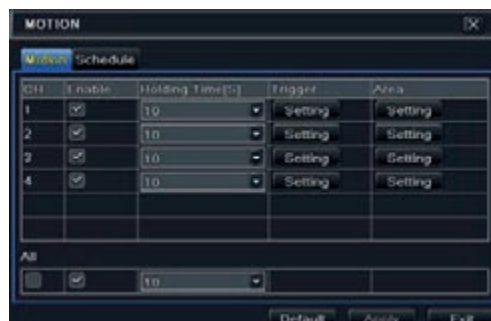 MOTION
Motion Schedule
CH Enable Holding Time[S] Trigger Area
1 10 Setting Setting
2 10 Setting Setting
3 10 Setting Setting
4 10 Setting Setting
All
10
Default Apply Exit